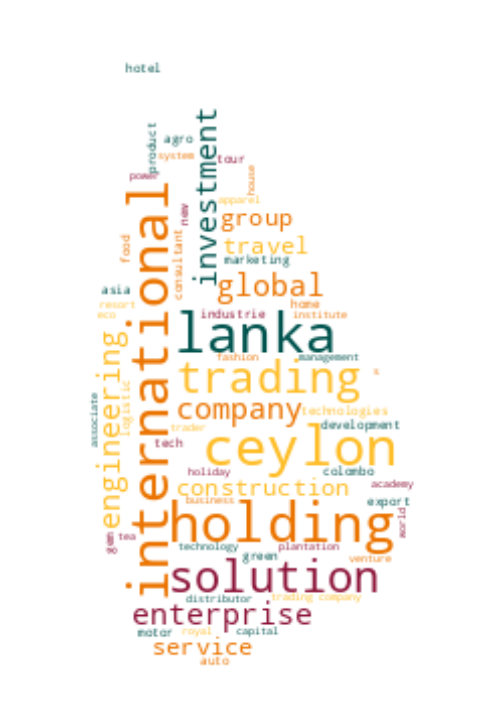 hotel
product
agro
investment
system
tour
power
house
international
apparel
new
group
food
consultant
travel
marketing
asia
global
resort
home
eco
industrie
institute
lanka
engineering
fashion
management
trading
s
logistic
associate
company
technologies
trader
development
tech
ceylon
holiday
colombo
construction
academy
business
export
holding
world
gem
tea
technology
plantation
green
venture
solution
distributor
trading company
enterprise
motor
royal
capital
service
auto